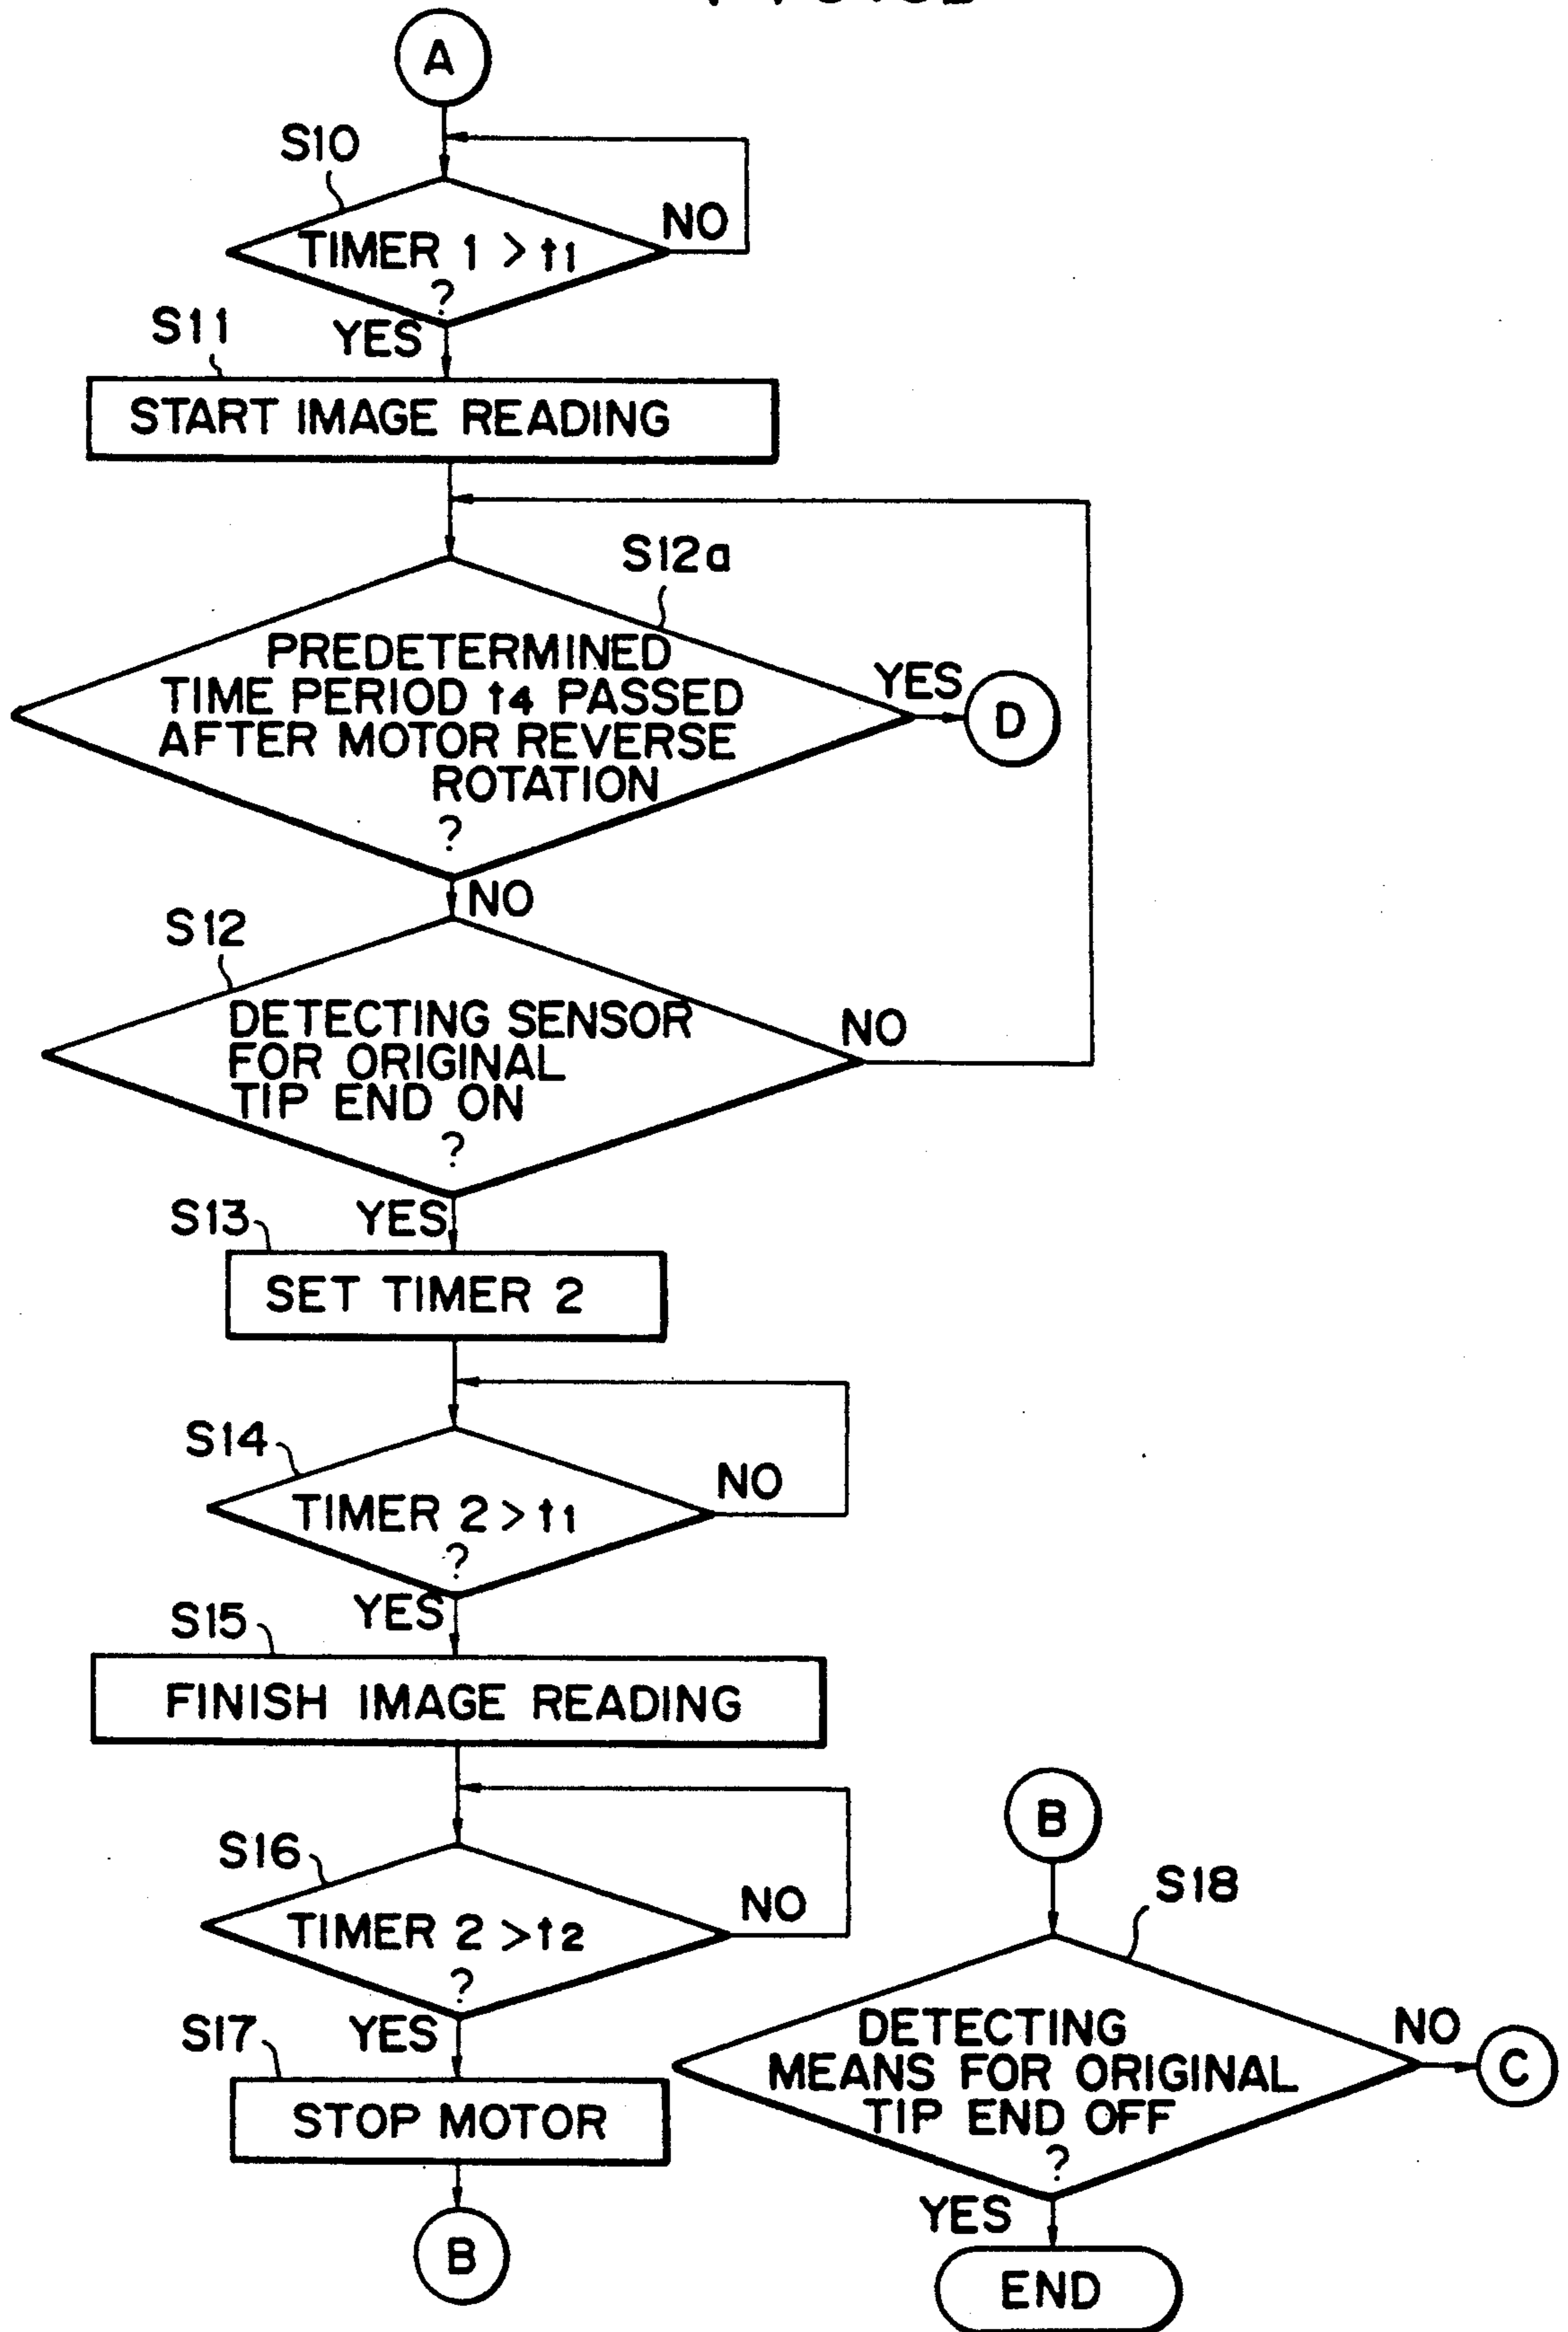 A
S10
TIMER 1 > t1
?
NO
YES
S11
START IMAGE READING
S12a
PREDETERMINED
TIME PERIOD t4 PASSED
AFTER MOTOR REVERSE
ROTATION
?
YES
D
NO
S12
DETECTING SENSOR
FOR ORIGINAL
TIP END ON
?
NO
YES
S13
SET TIMER 2
S14
TIMER 2 > t1
?
NO
YES
S15
FINISH IMAGE READING
S16
TIMER 2 > t2
?
NO
YES
S17
STOP MOTOR
B
B
S18
DETECTING
MEANS FOR ORIGINAL
TIP END OFF
?
NO
C
YES
END